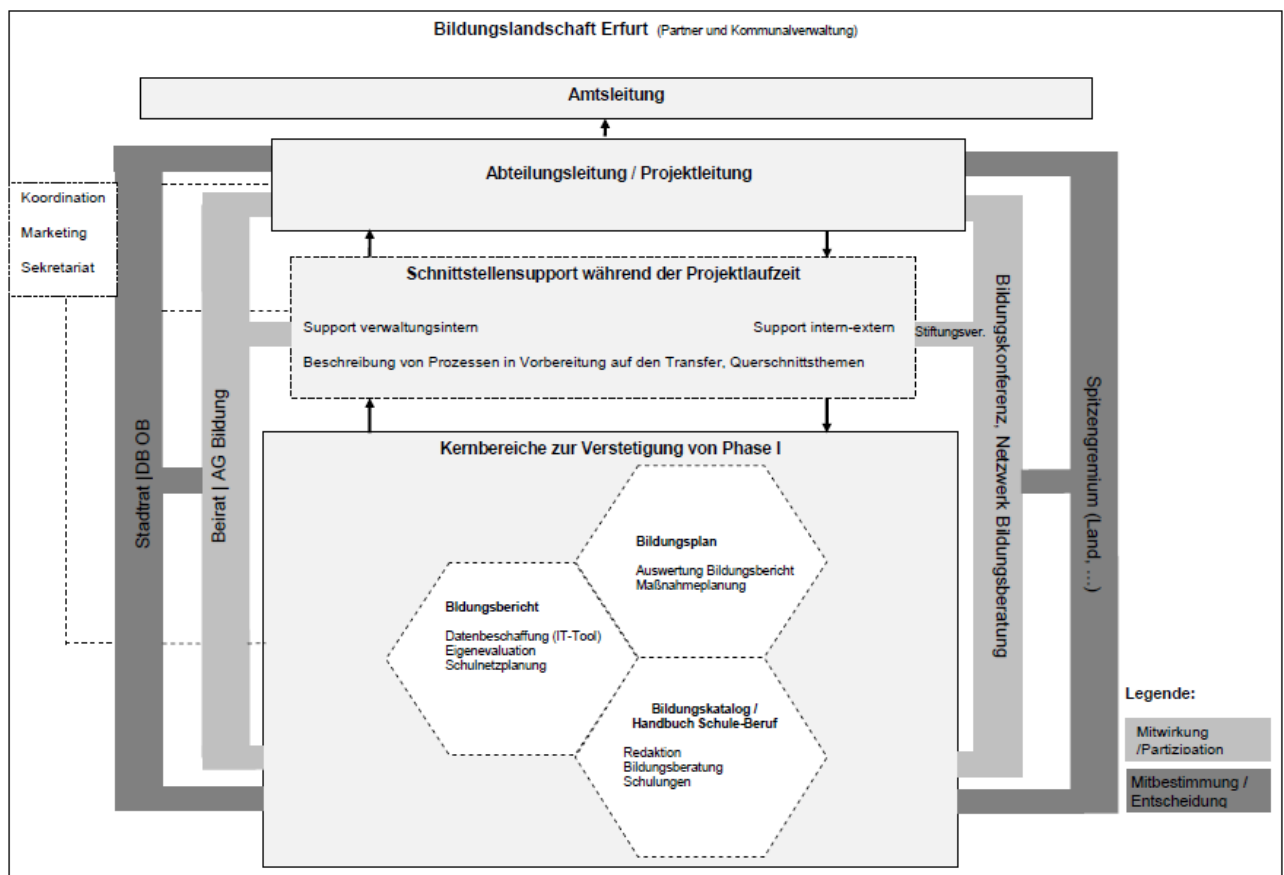 Bildungslandschaft Erfurt (Partner und Kommunalverwaltung)
Amtsleitung
Abteilungsleitung / Projektleitung
Koordination
Marketing
Sekretariat
Schnittstellensupport während der Projektlaufzeit
Support verwaltungsintern
Support intern-extern
Beschreibung von Prozessen in Vorbereitung auf den Transfer, Querschnittsthemen
Stiftungsver.
Stadtrat |DB OB
Beirat | AG Bildung
Bildungskonferenz, Netzwerk Bildungsberatung
Spitzengremium (Land, ...)
Kernbereiche zur Verstetigung von Phase I
Bildungsplan
Auswertung Bildungsbericht
Maßnahmeplanung
Bldungsbericht
Datenbeschaffung (IT-Tool)
Eigenevaluation
Schulnetzplanung
Bildungskatalog /
Handbuch Schule-Beruf
Redaktion
Bildungsberatung
Schulungen
Legende:
Mitwirkung
/Partizipation
Mitbestimmung /
Entscheidung